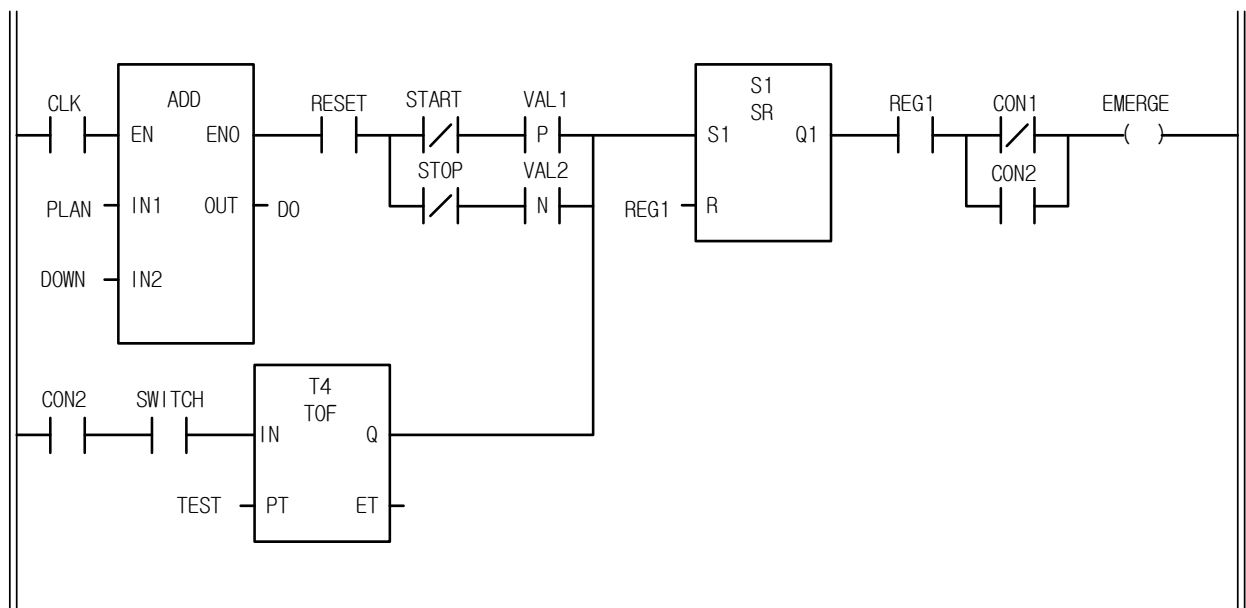 S1
ADD
SR
CLK
RESET
START
VAL1
REG1
CON1
EMERGE
EN
ENO
P
S1
Q1
( )
STOP
VAL2
CON2
PLAN
IN1
OUT
DO
N
REG1
R
DOWN
IN2
T4
TOF
CON2
SWITCH
IN
Q
TEST
PT
ET